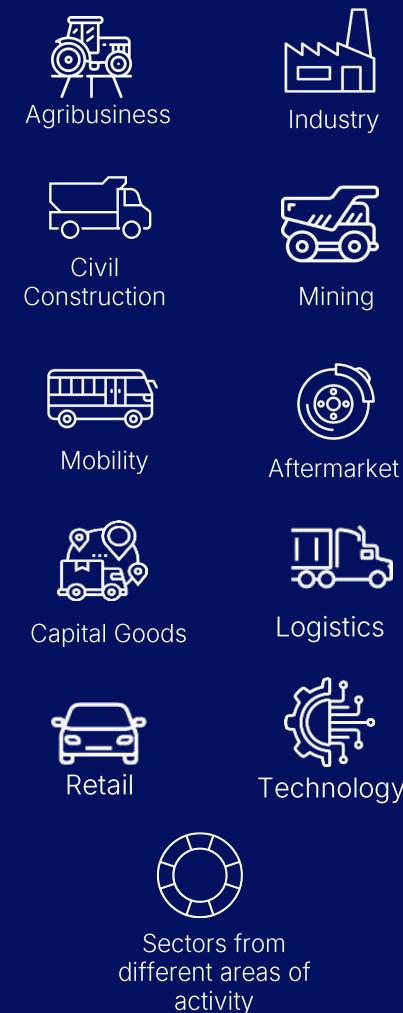 Agribusiness
Industry
Civil
Construction
Mining
Mobility
Aftermarket
Capital Goods
Logistics
Retail
Technology
Sectors from
different areas of
activity